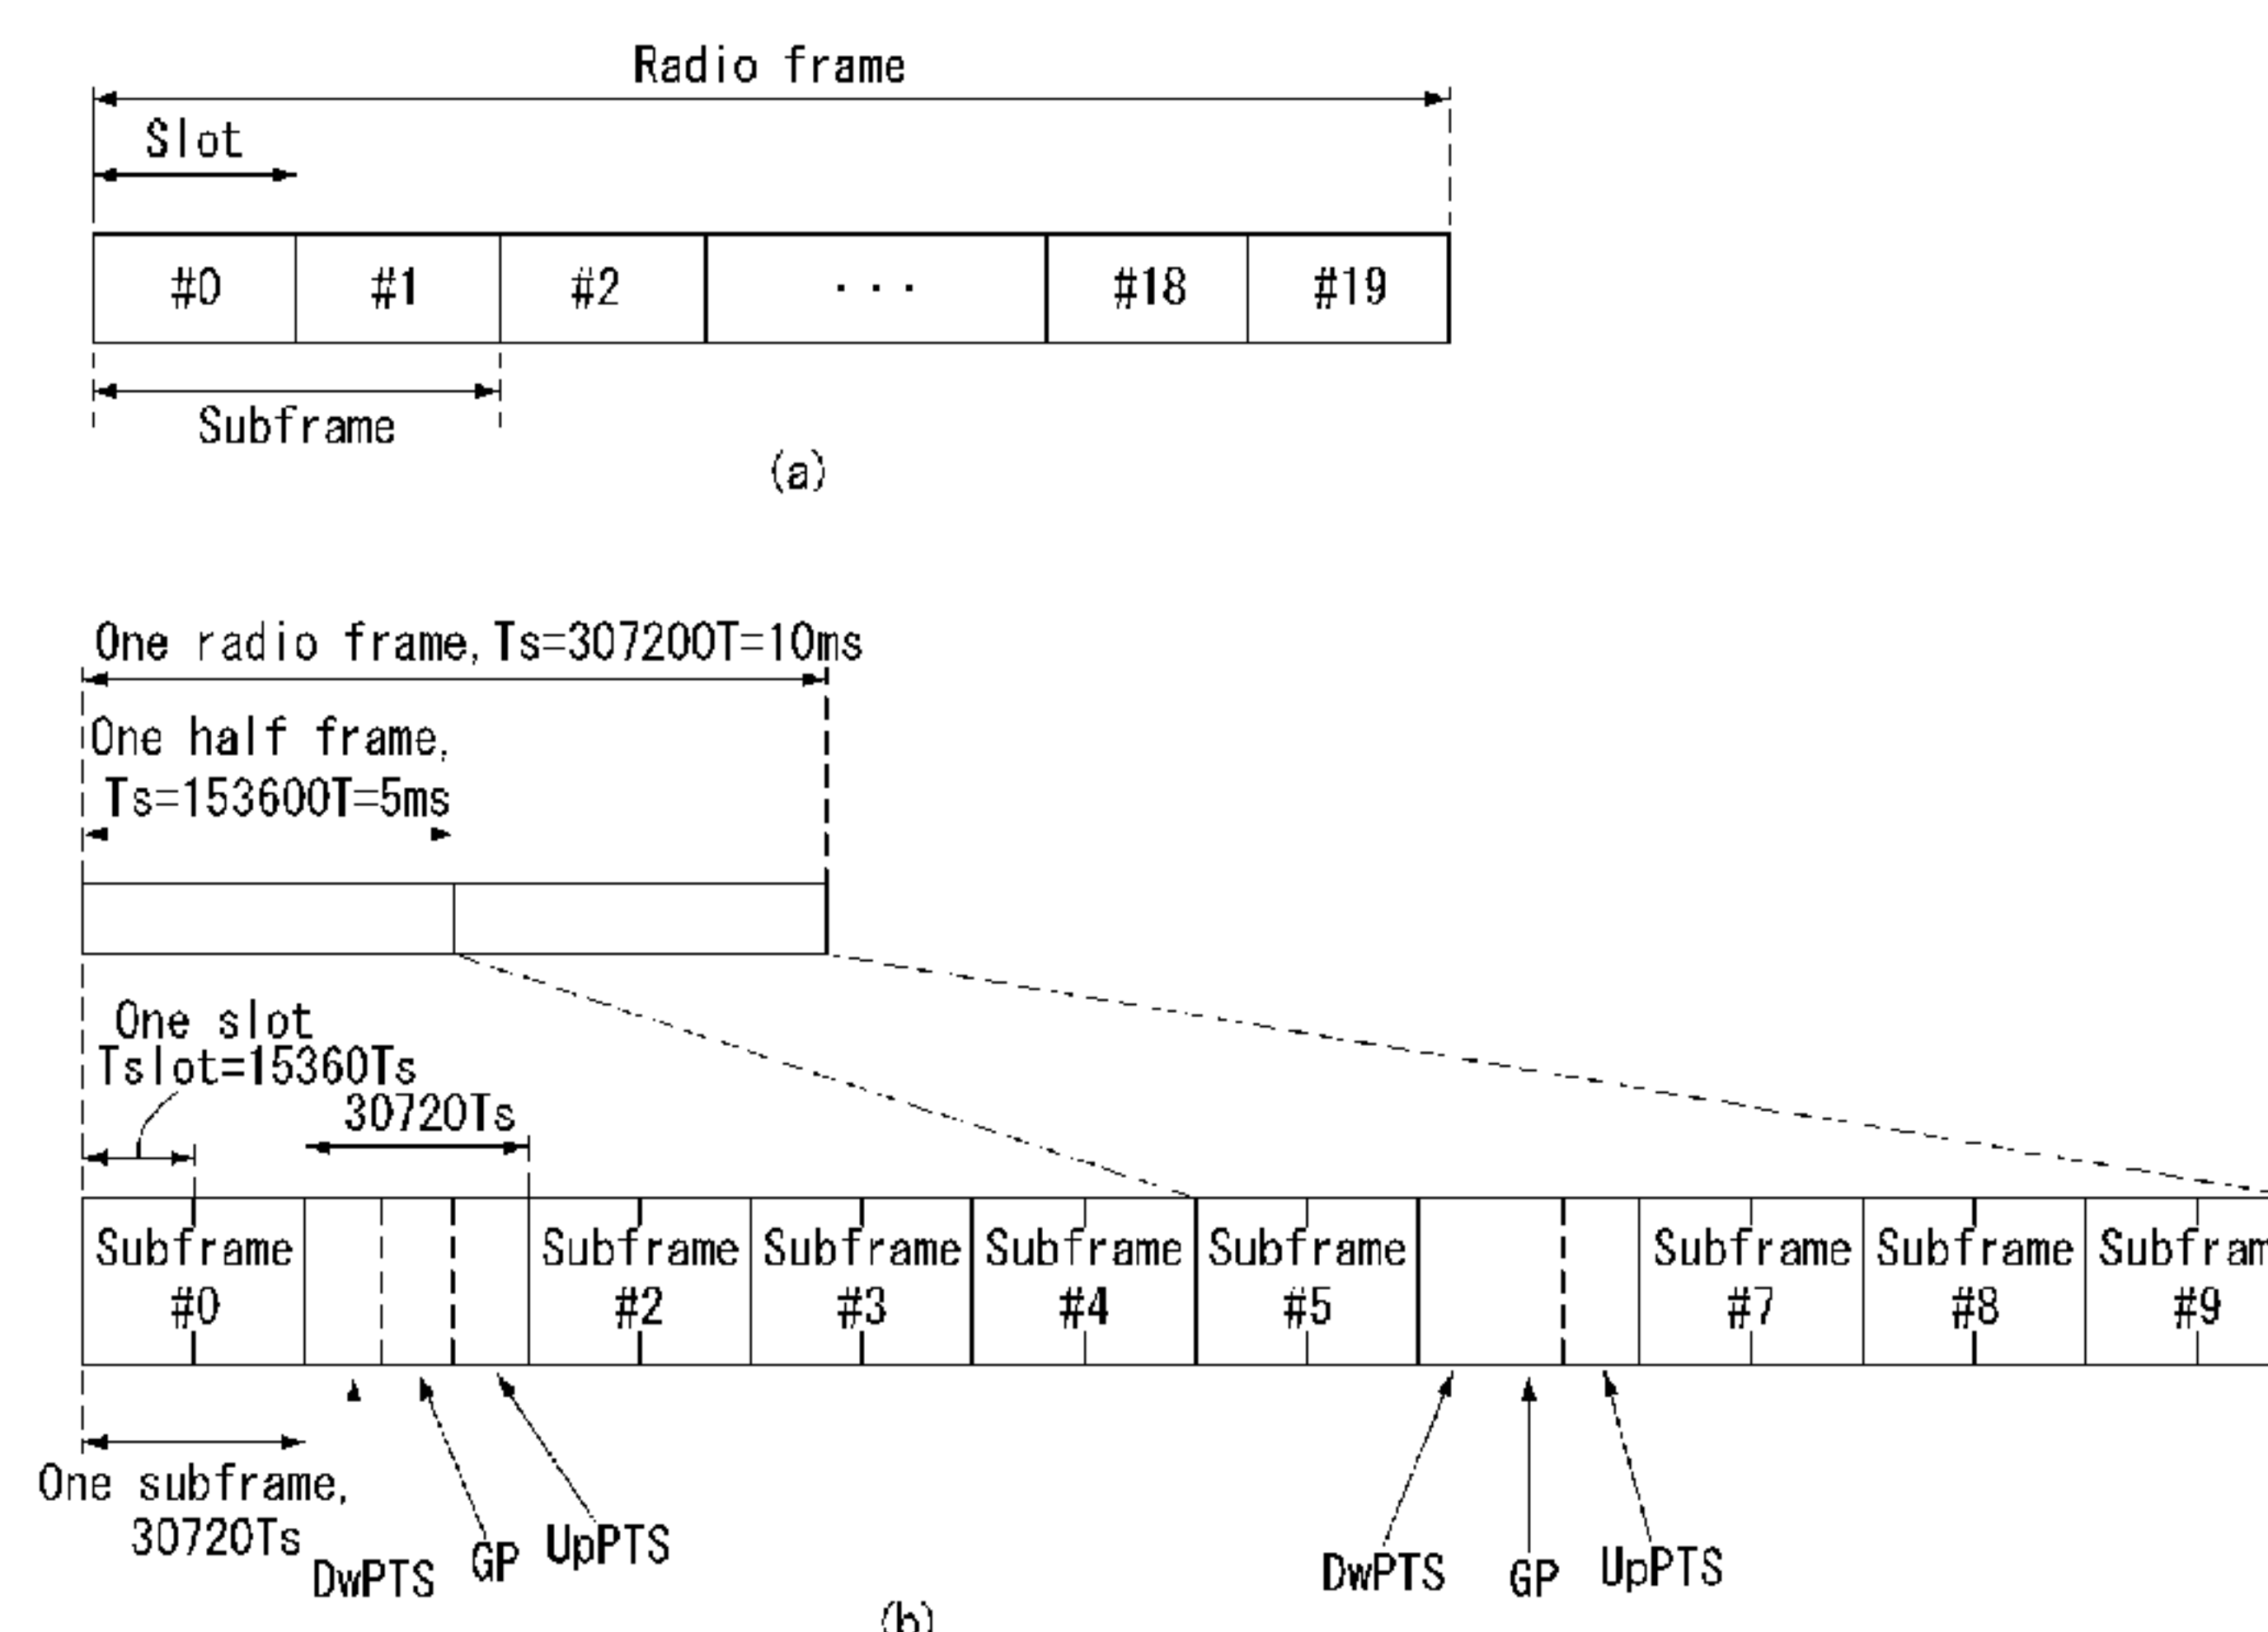 Radio frame
Slot
#0 #1 #2 ... #18 #19
Subframe
(a)
One radio frame, Ts=307200T=10ms
One half frame,
Ts=153600T=5ms
One slot
Tslot=15360Ts
30720Ts
Subframe Subframe Subframe Subframe Subframe Subframe Subframe Subfram
#0 #2 #3 #4 #5 #7 #8 #9
One subframe,
30720Ts
DwPTS GP UpPTS DwPTS GP UpPTS
(b)